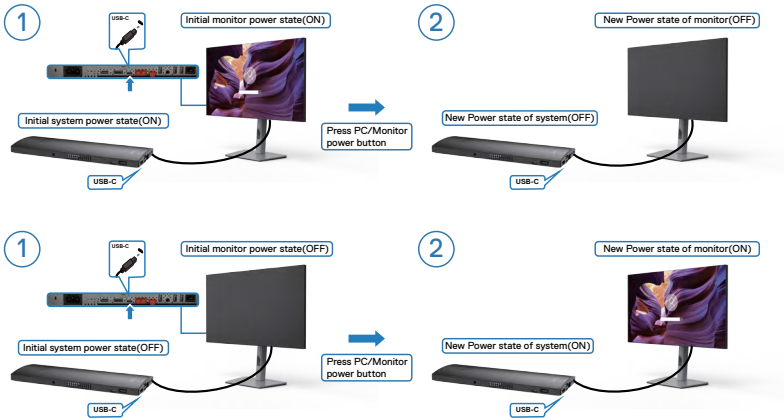 1
USB-C
Initial monitor power state(ON)
Initial system power state(ON)
USB-C
Press PC/Monitor
power button
2
New Power state of monitor(OFF)
New Power state of system(OFF)
USB-C
1
USB-C
Initial monitor power state(OFF)
Initial system power state(OFF)
USB-C
Press PC/Monitor
power button
2
New Power state of monitor(ON)
New Power state of system(ON)
USB-C